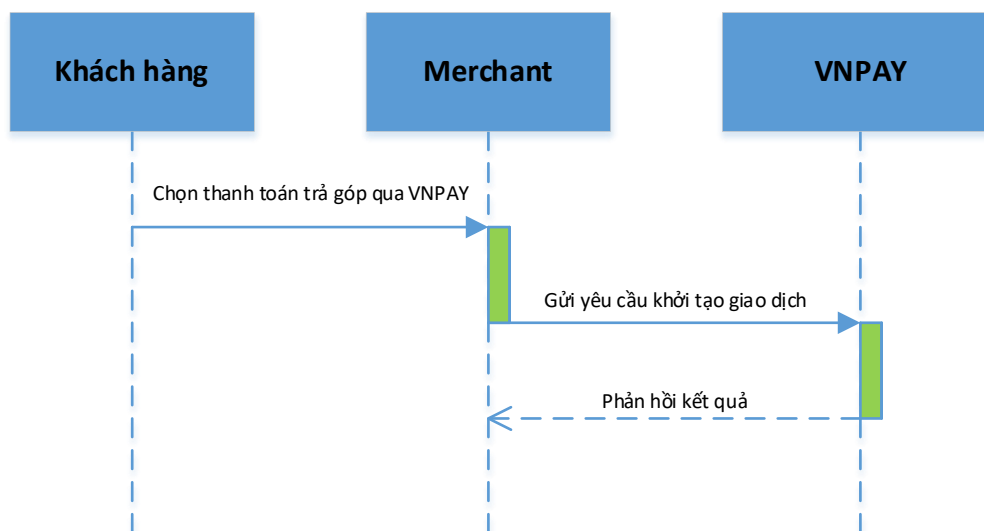 Khách hàng
Merchant
VNPAY
Chọn thanh toán trả góp qua VNPAY
Gửi yêu cầu khởi tạo giao dịch
Phản hồi kết quả